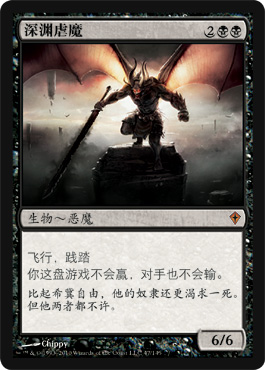 深渊虐魔 2
生物～恶魔
飞行，践踏
你这盘游戏不会赢，对手也不会输。
比起希冀自由，他的奴隶还更渴求一死。
但他两者都不许。
6/6
Chippy